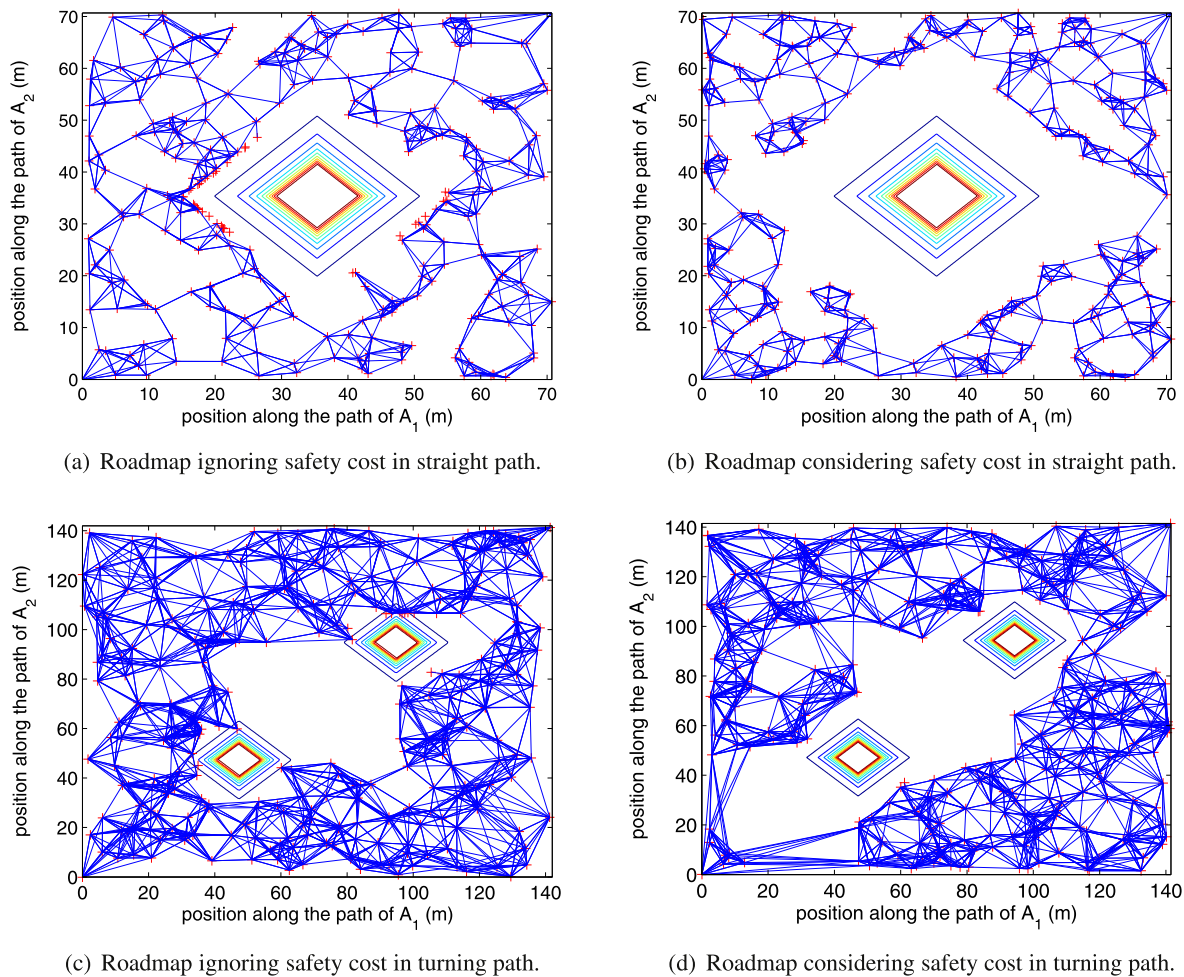 70
60
50
40
30
20
10
0
0 10 20 30 40 50 60 70
position along the path of A1 (m)
position along the path of A2 (m)
(a) Roadmap ignoring safety cost in straight path.
70
60
50
40
30
20
10
0
0 10 20 30 40 50 60 70
position along the path of A1 (m)
position along the path of A2 (m)
(b) Roadmap considering safety cost in straight path.
140
120
100
80
60
40
20
0
0 20 40 60 80 100 120 140
position along the path of A1 (m)
position along the path of A2 (m)
(c) Roadmap ignoring safety cost in turning path.
140
120
100
80
60
40
20
0
0 20 40 60 80 100 120 140
position along the path of A1 (m)
position along the path of A2 (m)
(d) Roadmap considering safety cost in turning path.